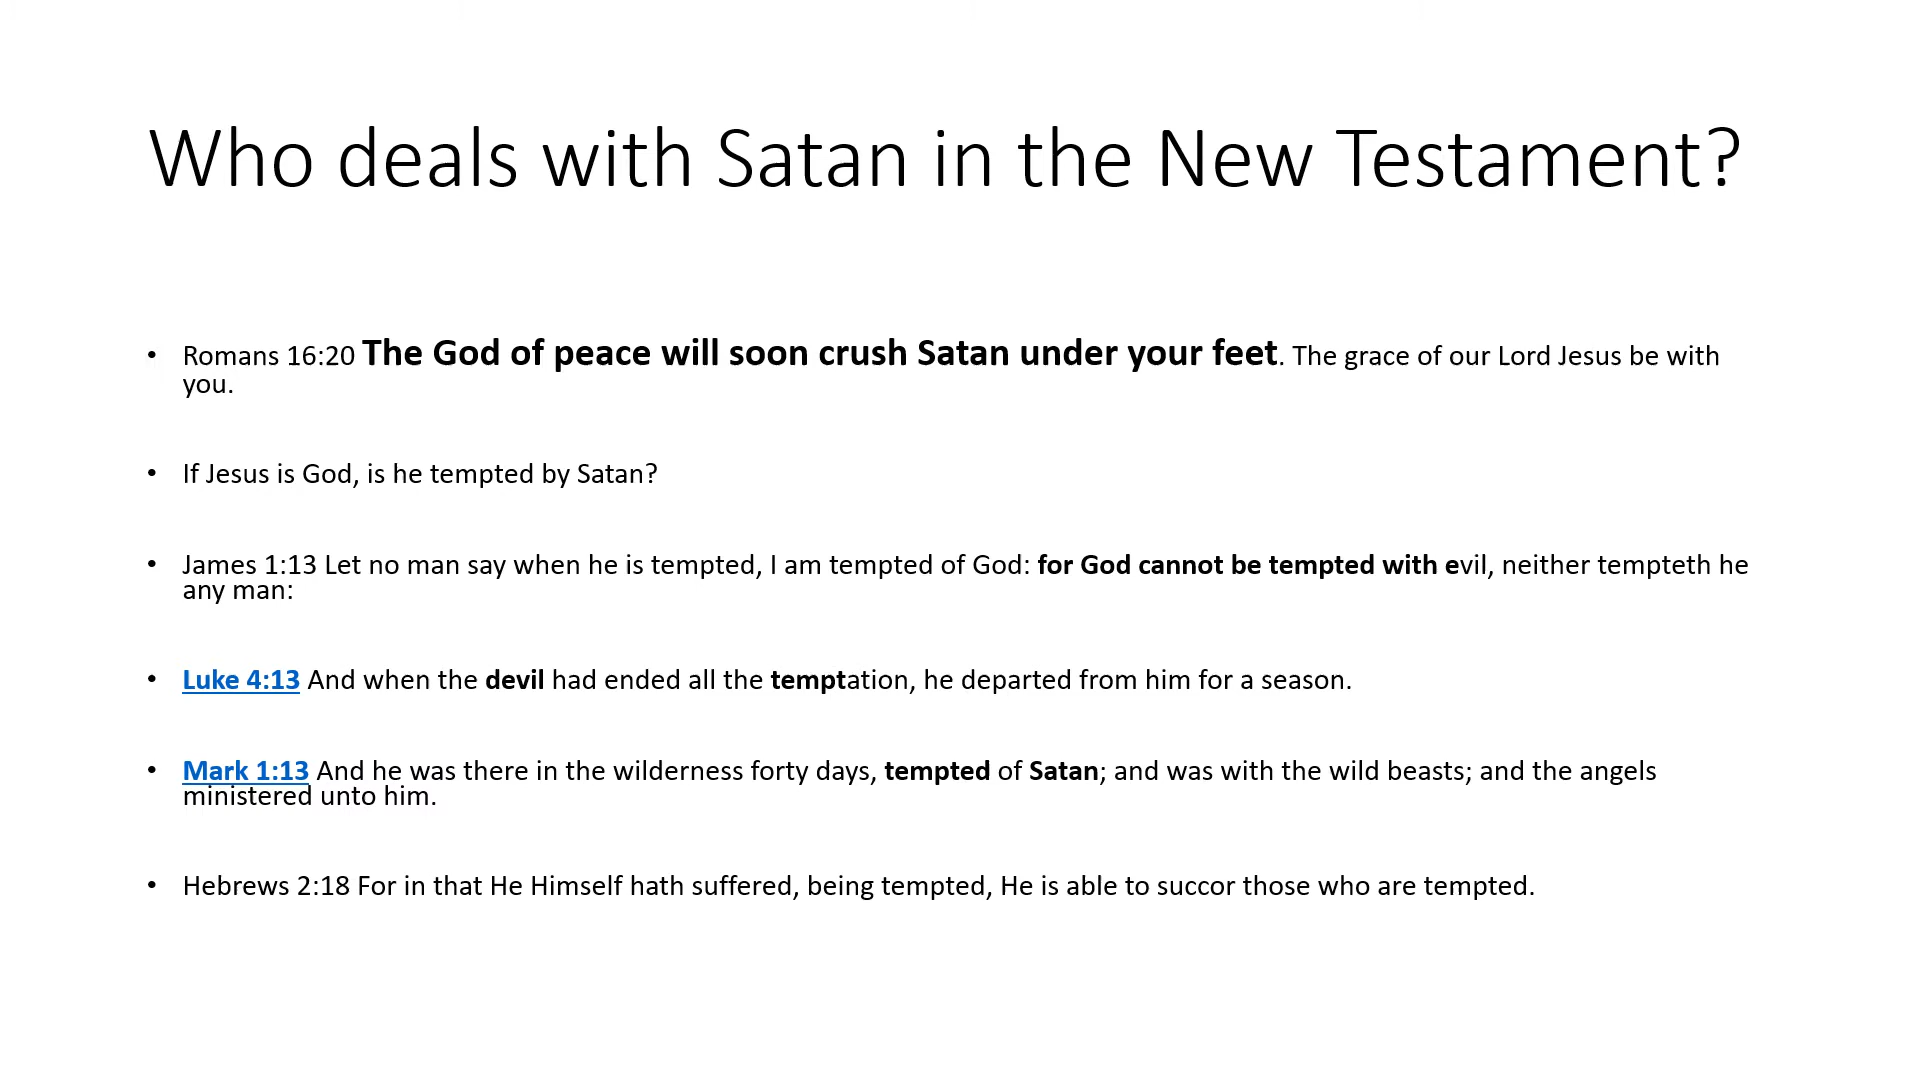 Who deals with Satan in the New Testament?
• Romans 16:20 The God of peace will soon crush Satan under your feet. The grace of our Lord Jesus be with
you.
• If Jesus is God, is he tempted by Satan?
• James 1:13 Let no man say when he is tempted, I am tempted of God: for God cannot be tempted with evil, neither tempteth he
any man:
• Luke 4:13 And when the devil had ended all the temptation, he departed from him for a season.
• Mark 1:13 And he was there in the wilderness forty days, tempted of Satan; and was with the wild beasts; and the angels
ministered unto him.
• Hebrews 2:18 For in that He Himself hath suffered, being tempted, He is able to succor those who are tempted.